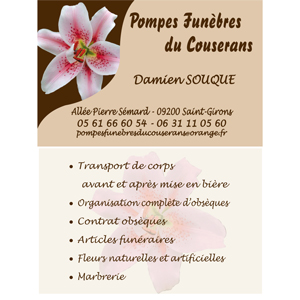 Pompes Funèbres
du Couserans
Damien SOUQUE
Allée Pierre Sémard - 09200 Saint-Girons
05 61 66 60 54 - 06 31 11 05 60
pompesfunebresducouserans@orange.fr
• Transport de corps
avant et après mise en bière
• Organisation complète d'obsèques
• Contrat obsèques
• Articles funéraires
• Fleurs naturelles et artificielles
• Marbrerie